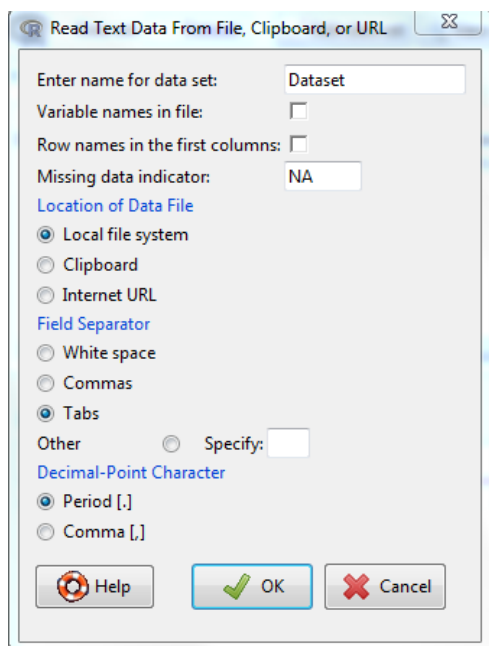 Read Text Data From File, Clipboard, or URL
Enter name for data set: Dataset
Variable names in file:
Row names in the first columns:
Missing data indicator: NA
Location of Data File
Local file system
Clipboard
Internet URL
Field Separator
White space
Commas
Tabs
Other Specify:
Decimal-Point Character
Period [.]
Comma [,]
Help OK Cancel